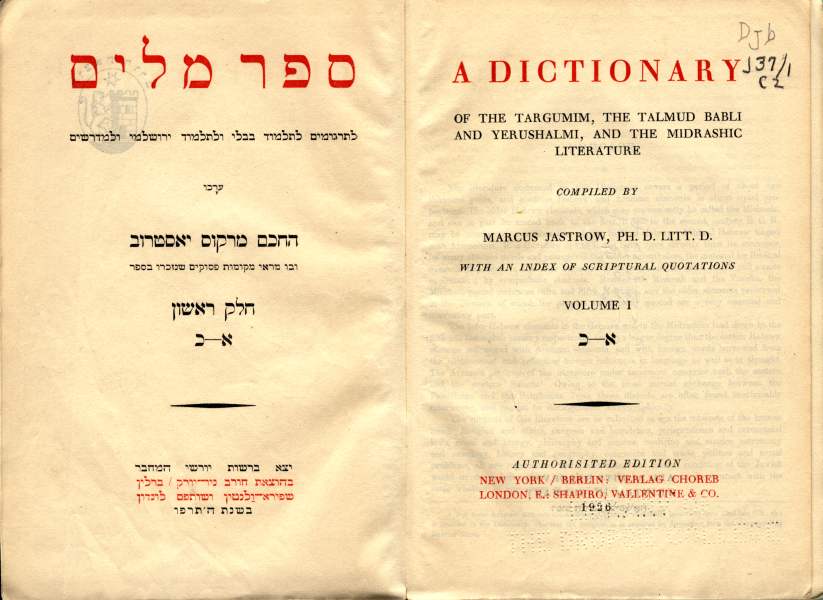 ספר מלים
לתרגומים לתלמוד בבלי ולתלמוד ירושלמי ולמדרשים
ערכו
החכם מרקוס יאסטרוב
ובו מראי מקומות פסוקים שנזכרו בספר
חלק ראשון
א—כ
יצא ברשות יורשי המחבר
בהוצאת חורב ניו־יורק / ברלין
שפירא־ולנטין ושותפם לונדון
בשנת ה'תרפו
Djb
J37/1
C2
A DICTIONARY
OF THE TARGUMIM, THE TALMUD BABLI
AND YERUSHALMI, AND THE MIDRASHIC
LITERATURE
COMPILED BY
MARCUS JASTROW, PH. D. LITT. D.
WITH AN INDEX OF SCRIPTURAL QUOTATIONS
VOLUME I
א—כ
AUTHORISITED EDITION
NEW YORK / BERLIN: VERLAG CHOREB
LONDON, E. SHAPIRO, VALLENTINE & CO.
1926